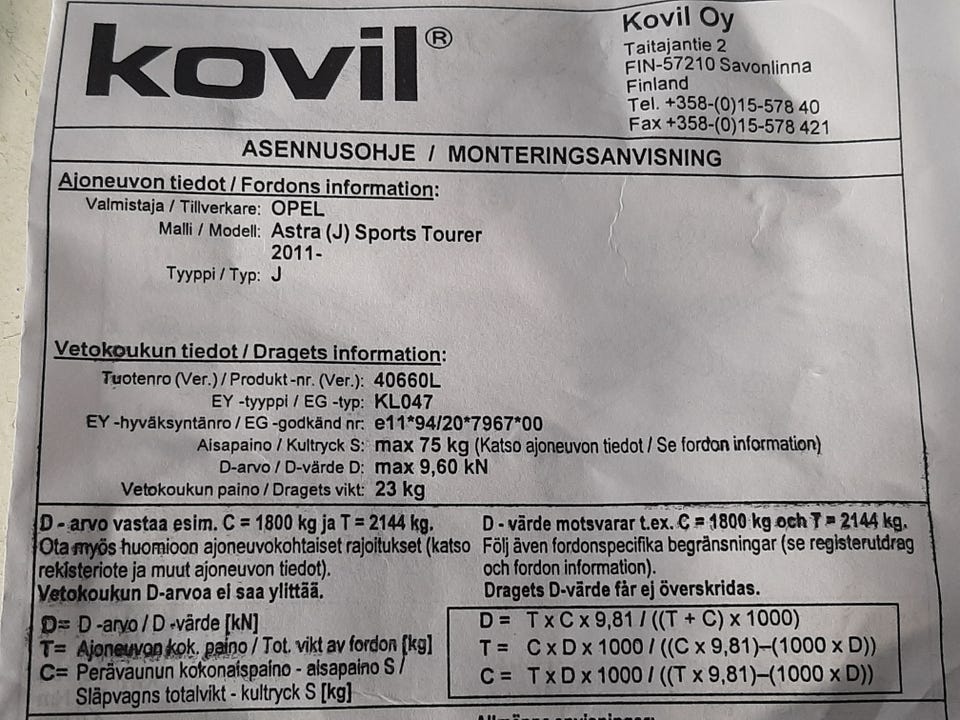 kovil®
Kovil Oy
Taitajantie 2
FIN-57210 Savonlinna
Finland
Tel. +358-(0)15-578 40
Fax +358-(0)15-578 421
ASENNUSOHJE / MONTERINGSANVISNING
Ajoneuvon tiedot / Fordons information:
Valmistaja / Tillverkare: OPEL
Malli / Modell: Astra (J) Sports Tourer
2011-
Tyyppi / Typ: J
Vetokoukun tiedot / Dragets information:
Tuotenro (Ver.) / Produkt -nr. (Ver.): 40660L
EY -tyyppi / EG -typ: KL047
EY -hyväksyntänro / EG -godkänd nr: e11*94/20*7967*00
Aisapaino / Kultryck S: max 75 kg (Katso ajoneuvon tiedot / Se fordon information)
D-arvo / D-värde D: max 9,60 kN
Vetokoukun paino / Dragets vikt: 23 kg
D - arvo vastaa esim. C = 1800 kg ja T = 2144 kg.
Ota myös huomioon ajoneuvokohtaiset rajoitukset (katso
rekisteriote ja muut ajoneuvon tiedot).
Vetokoukun D-arvoa ei saa ylittää.
D - värde motsvarar t.ex. C = 1800 kg och T = 2144 kg.
Följ även fordonspecifika begränsningar (se registerutdrag
och fordon information).
Dragets D-värde får ej överskridas.
D= D -arvo / D -värde [kN]
T= Ajoneuvon kok. paino / Tot. vikt av fordon [kg]
C= Perävaunun kokonaispaino - aisapaino S /
Släpvagns totalvikt - kultryck S [kg]
D = T x C x 9,81 / ((T + C) x 1000)
T = C x D x 1000 / ((C x 9,81)–(1000 x D))
C = T x D x 1000 / ((T x 9,81)–(1000 x D))